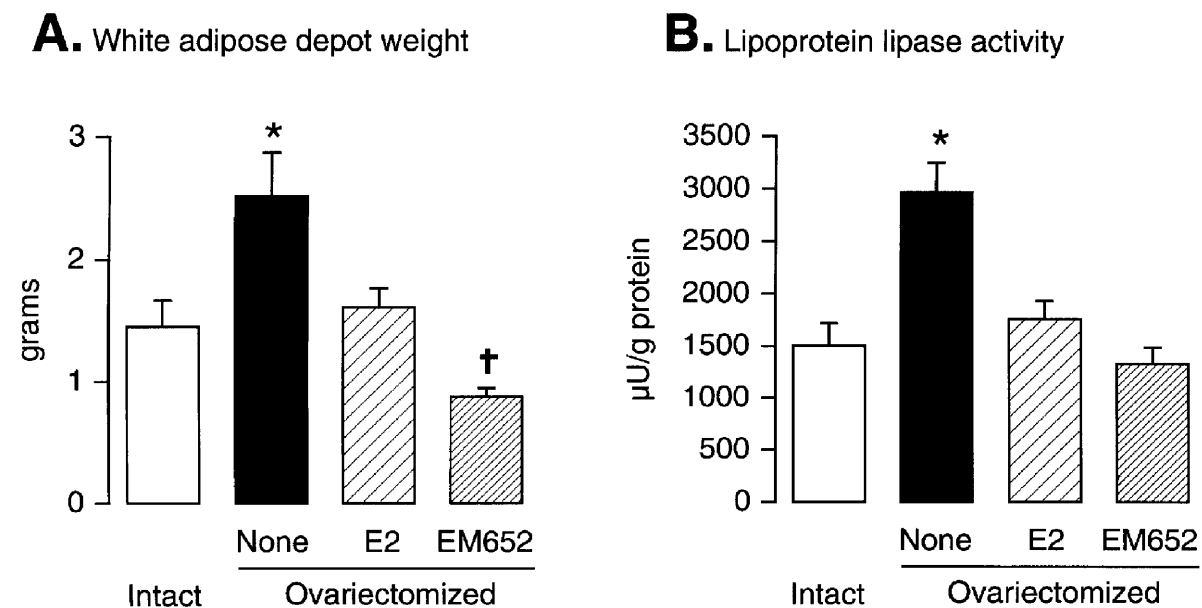 A. White adipose depot weight
*
3
2
1
0
grams
†
None E2 EM652
Intact Ovariectomized
B. Lipoprotein lipase activity
*
3500
3000
2500
2000
1500
1000
500
0
µU/g protein
None E2 EM652
Intact Ovariectomized